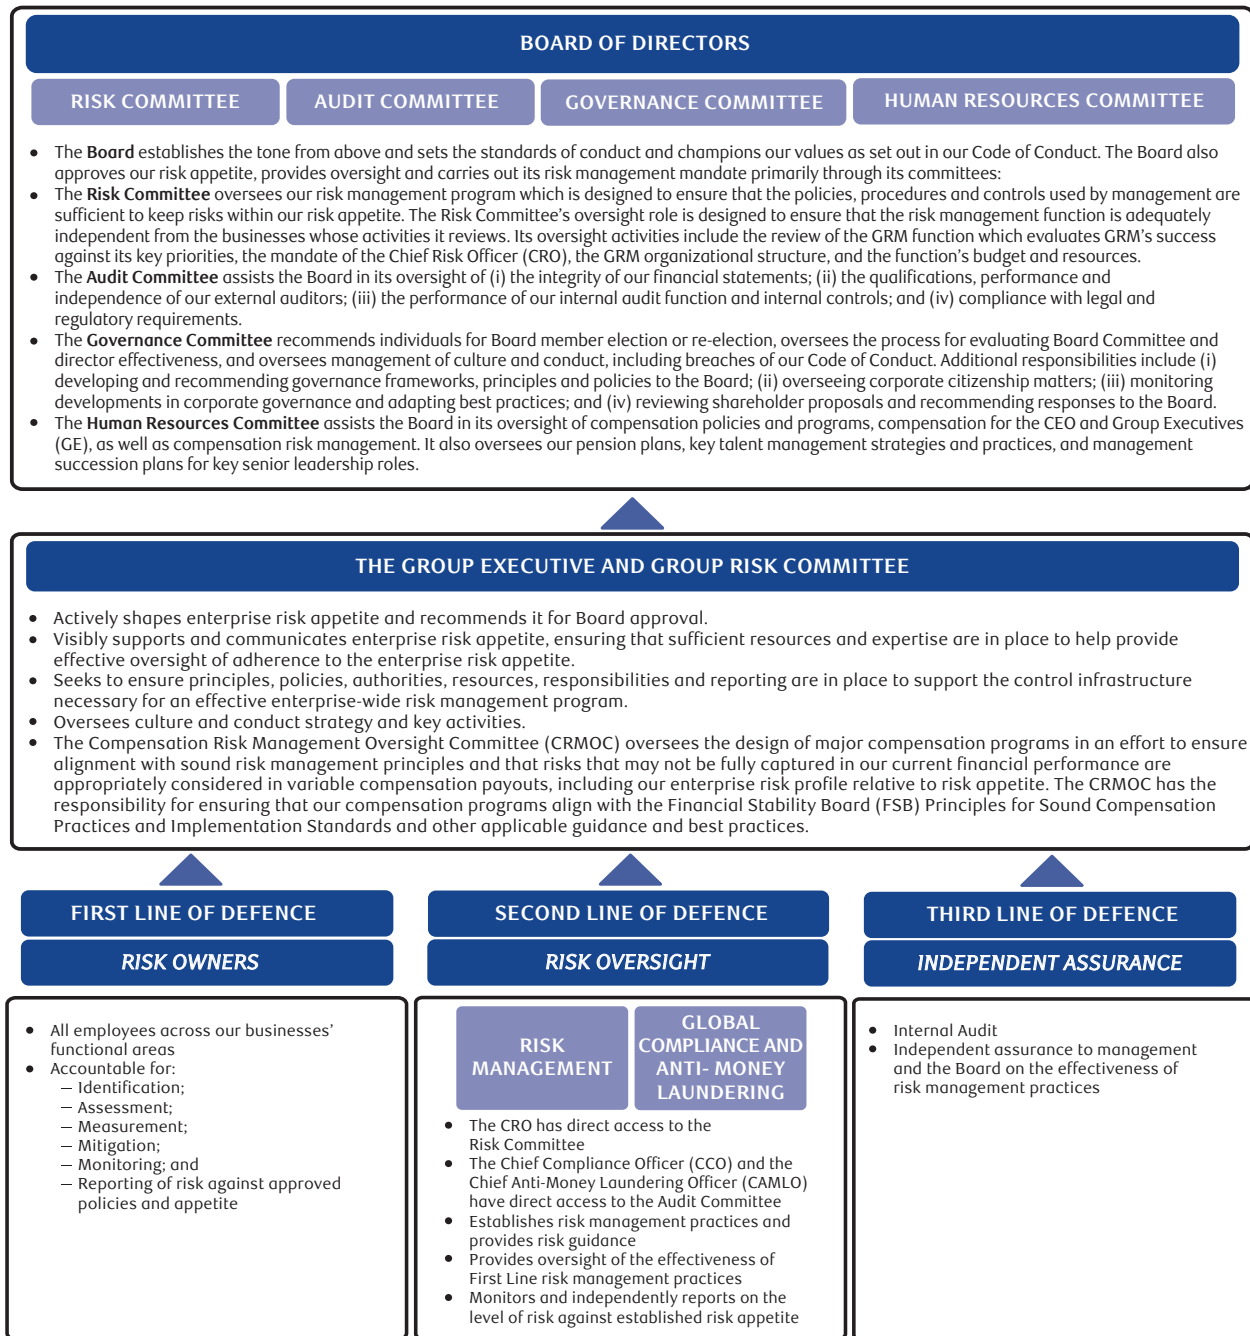 BOARD OF DIRECTORS
RISK COMMITTEE
AUDIT COMMITTEE
GOVERNANCE COMMITTEE
HUMAN RESOURCES COMMITTEE
• The Board establishes the tone from above and sets the standards of conduct and champions our values as set out in our Code of Conduct. The Board also
approves our risk appetite, provides oversight and carries out its risk management mandate primarily through its committees:
• The Risk Committee oversees our risk management program which is designed to ensure that the policies, procedures and controls used by management are
sufficient to keep risks within our risk appetite. The Risk Committee’s oversight role is designed to ensure that the risk management function is adequately
independent from the businesses whose activities it reviews. Its oversight activities include the review of the GRM function which evaluates GRM’s success
against its key priorities, the mandate of the Chief Risk Officer (CRO), the GRM organizational structure, and the function’s budget and resources.
• The Audit Committee assists the Board in its oversight of (i) the integrity of our financial statements; (ii) the qualifications, performance and
independence of our external auditors; (iii) the performance of our internal audit function and internal controls; and (iv) compliance with legal and
regulatory requirements.
• The Governance Committee recommends individuals for Board member election or re-election, oversees the process for evaluating Board Committee and
director effectiveness, and oversees management of culture and conduct, including breaches of our Code of Conduct. Additional responsibilities include (i)
developing and recommending governance frameworks, principles and policies to the Board; (ii) overseeing corporate citizenship matters; (iii) monitoring
developments in corporate governance and adapting best practices; and (iv) reviewing shareholder proposals and recommending responses to the Board.
• The Human Resources Committee assists the Board in its oversight of compensation policies and programs, compensation for the CEO and Group Executives
(GE), as well as compensation risk management. It also oversees our pension plans, key talent management strategies and practices, and management
succession plans for key senior leadership roles.
THE GROUP EXECUTIVE AND GROUP RISK COMMITTEE
• Actively shapes enterprise risk appetite and recommends it for Board approval.
• Visibly supports and communicates enterprise risk appetite, ensuring that sufficient resources and expertise are in place to help provide
effective oversight of adherence to the enterprise risk appetite.
• Seeks to ensure principles, policies, authorities, resources, responsibilities and reporting are in place to support the control infrastructure
necessary for an effective enterprise-wide risk management program.
• Oversees culture and conduct strategy and key activities.
• The Compensation Risk Management Oversight Committee (CRMOC) oversees the design of major compensation programs in an effort to ensure
alignment with sound risk management principles and that risks that may not be fully captured in our current financial performance are
appropriately considered in variable compensation payouts, including our enterprise risk profile relative to risk appetite. The CRMOC has the
responsibility for ensuring that our compensation programs align with the Financial Stability Board (FSB) Principles for Sound Compensation
Practices and Implementation Standards and other applicable guidance and best practices.
FIRST LINE OF DEFENCE
RISK OWNERS
• All employees across our businesses’
functional areas
• Accountable for:
— Identification;
— Assessment;
— Measurement;
— Mitigation;
— Monitoring; and
— Reporting of risk against approved
policies and appetite
SECOND LINE OF DEFENCE
RISK OVERSIGHT
RISK
MANAGEMENT
GLOBAL
COMPLIANCE AND
ANTI- MONEY
LAUNDERING
• The CRO has direct access to the
Risk Committee
• The Chief Compliance Officer (CCO) and the
Chief Anti-Money Laundering Officer (CAMLO)
have direct access to the Audit Committee
• Establishes risk management practices and
provides risk guidance
• Provides oversight of the effectiveness of
First Line risk management practices
• Monitors and independently reports on the
level of risk against established risk appetite
THIRD LINE OF DEFENCE
INDEPENDENT ASSURANCE
• Internal Audit
• Independent assurance to management
and the Board on the effectiveness of
risk management practices